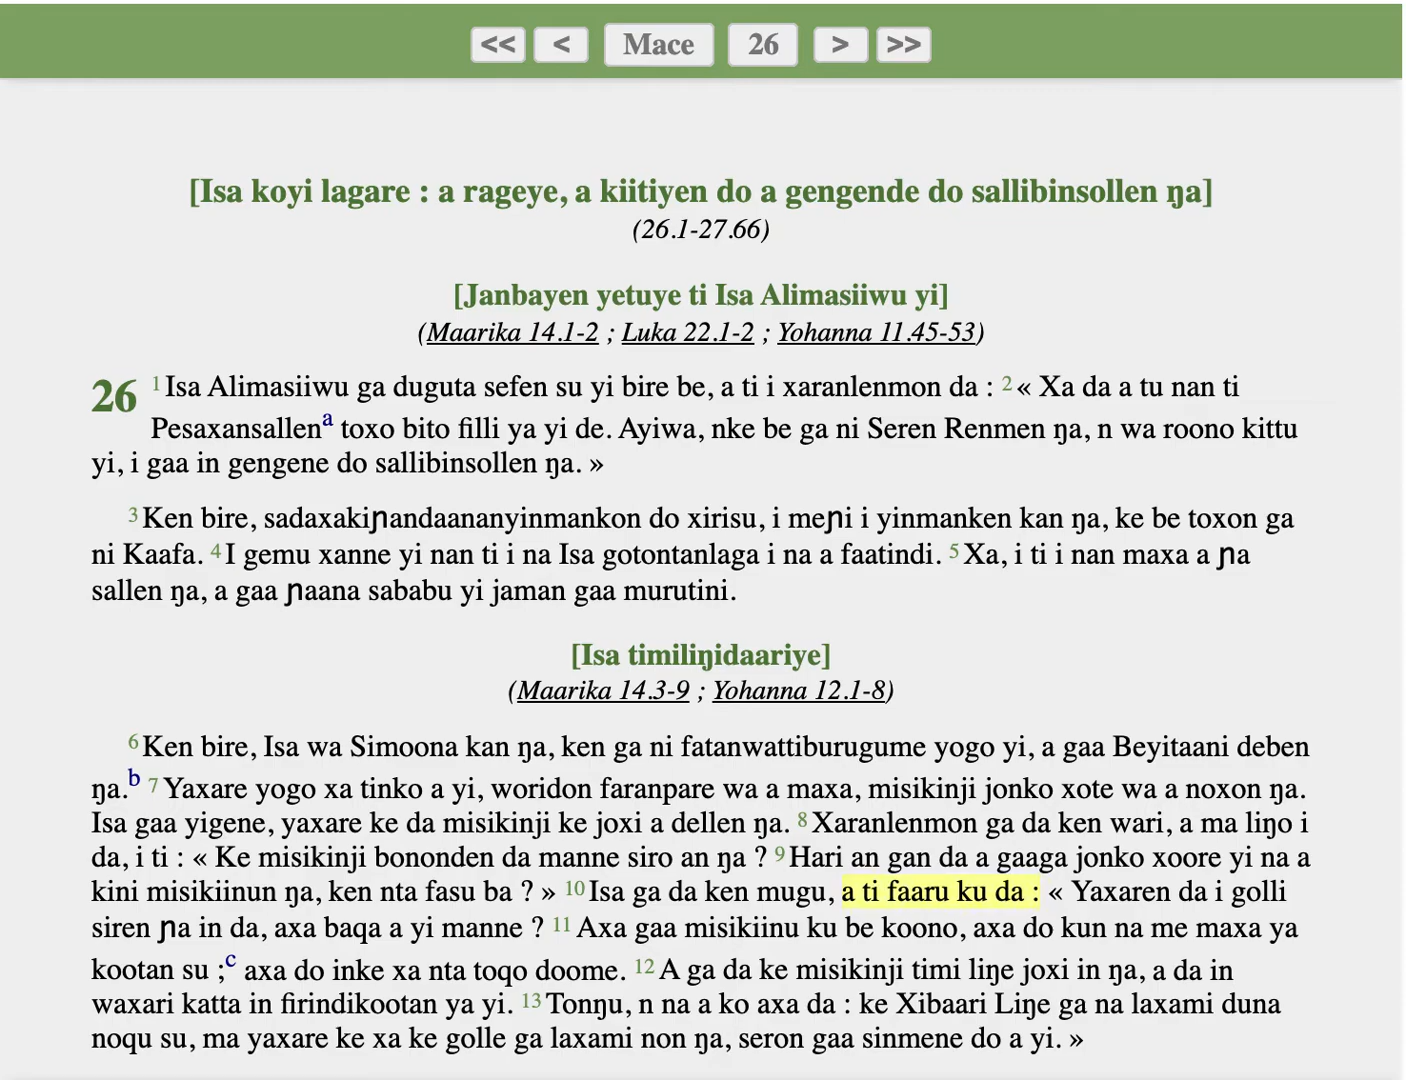 << < Mace 26 > >>
[Isa koyi lagare : a rageye, a kiitiyen do a gengende do sallibinsollen ŋa]
(26.1-27.66)
[Janbayen yetuye ti Isa Alimasiiwu yi]
(Maarika 14.1-2 ; Luka 22.1-2 ; Yohanna 11.45-53)
26 1 Isa Alimasiiwu ga duguta sefen su yi bire be, a ti i xaranlenmon da : 2 « Xa da a tu nan ti
Pesaxansallen a toxo bito filli ya yi de. Ayiwa, nke be ga ni Seren Renmen ŋa, n wa roono kittu
yi, i gaa in gengene do sallibinsollen ŋa. »
3 Ken bire, sadaxakiɲandaananyinmankon do xirisu, i meɲi i yinmanken kan ŋa, ke be toxon ga
ni Kaafa. 4 I gemu xanne yi nan ti i na Isa gotontanlaga i na a faatindi. 5 Xa, i ti i nan maxa a ɲa
sallen ŋa, a gaa ɲaana sababu yi jaman gaa murutini.
[Isa timiliŋidaariye]
(Maarika 14.3-9 ; Yohanna 12.1-8)
6 Ken bire, Isa wa Simoona kan ŋa, ken ga ni fatanwattiburugume yogo yi, a gaa Beyitaani deben
ŋa. b 7 Yaxare yogo xa tinko a yi, woridon faranpare wa a maxa, misikinji jonko xote wa a noxon ŋa.
Isa gaa yigene, yaxare ke da misikinji ke joxi a dellen ŋa. 8 Xaranlenmon ga da ken wari, a ma liŋo i
da, i ti : « Ke misikinji bononden da manne siro an ŋa ? 9 Hari an gan da a gaaga jonko xoore yi na a
kini misikiinun ŋa, ken nta fasu ba ? » 10 Isa ga da ken mugu, a ti faaru ku da : « Yaxaren da i golli
siren ɲa in da, axa baqa a yi manne ? 11 Axa gaa misikiinu ku be koono, axa do kun na me maxa ya
kootan su ; c axa do inke xa nta toqo doome. 12 A ga da ke misikinji timi liŋe joxi in ŋa, a da in
waxari katta in firindikootan ya yi. 13 Tonŋu, n na a ko axa da : ke Xibaari Liŋe ga na laxami duna
noqu su, ma yaxare ke xa ke golle ga laxami non ŋa, seron gaa sinmene do a yi. »